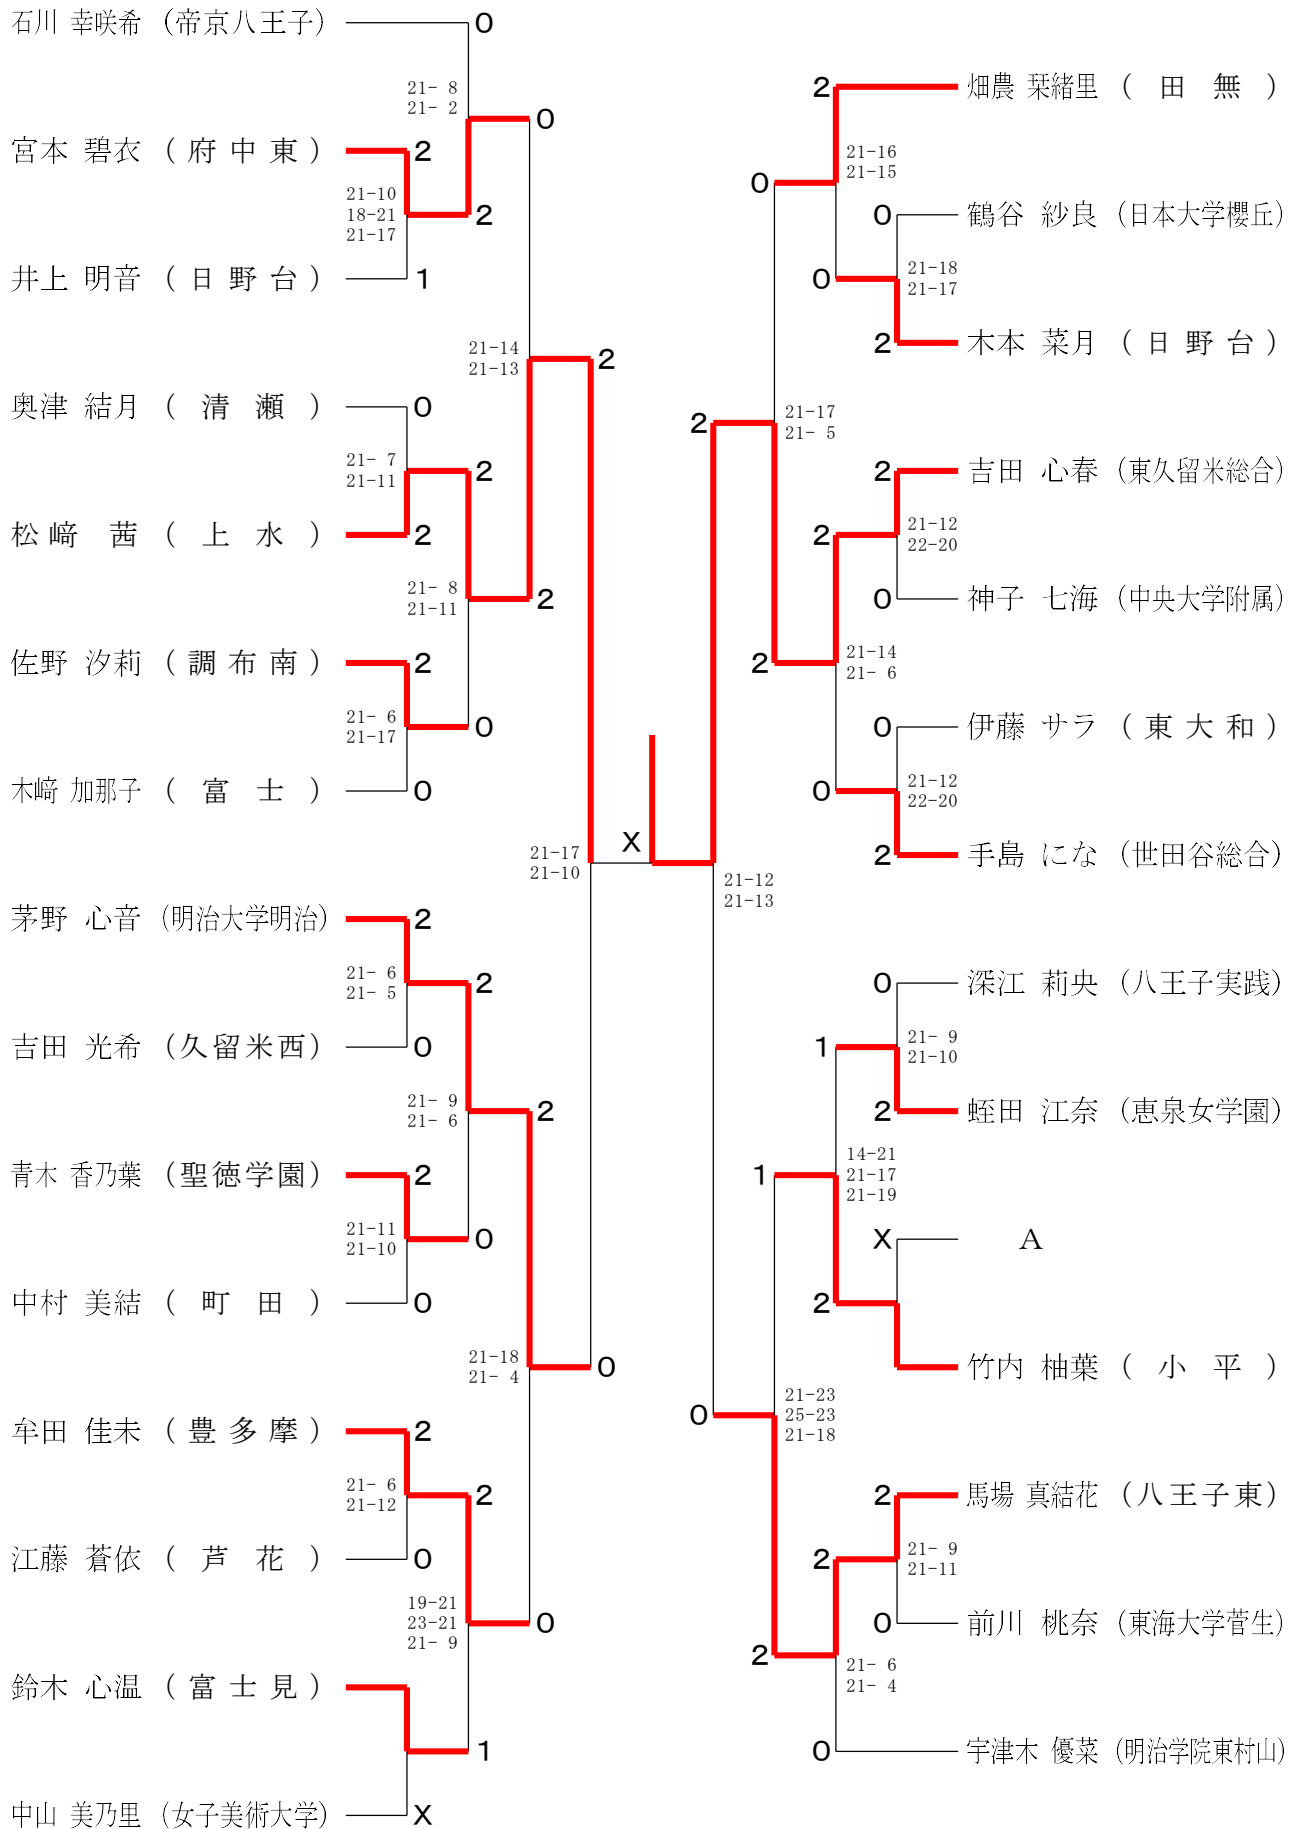 石川 幸咲希 (帝京八王子) 0
21- 8
21- 2
0
宮本 碧衣 (府中東) 2
21-10
18-21
21-17
2
井上 明音 (日野台) 1
21-14
21-13
2
奥津 結月 (清瀬) 0
21- 7
21-11
2
松﨑 茜 (上水) 2
21- 8
21-11
2
佐野 汐莉 (調布南) 2
21- 6
21-17
0
木﨑 加那子 (富士) 0
21-17
21-10
X
茅野 心音 (明治大学明治) 2
21- 6
21- 5
2
吉田 光希 (久留米西) 0
21- 9
21- 6
2
青木 香乃葉 (聖徳学園) 2
21-11
21-10
0
中村 美結 (町田) 0
21-18
21- 4
0
牟田 佳未 (豊多摩) 2
21- 6
21-12
2
江藤 蒼依 (芦花) 0
19-21
23-21
21- 9
0
鈴木 心温 (富士見)
1
中山 美乃里 (女子美術大学) X
2 畑農 栞緒里 (田無)
21-16
21-15
0
0 鶴谷 紗良 (日本大学櫻丘)
21-18
21-17
0
2 木本 菜月 (日野台)
21-17
21- 5
2
2 吉田 心春 (東久留米総合)
21-12
22-20
2
0 神子 七海 (中央大学附属)
21-14
21- 6
2
0 伊藤 サラ (東大和)
21-12
22-20
0
2 手島 にな (世田谷総合)
21-12
21-13
0 深江 莉央 (八王子実践)
21- 9
21-10
1
2 蛭田 江奈 (恵泉女学園)
14-21
21-17
21-19
1
X A
2
竹内 柚葉 (小平)
21-23
25-23
21-18
0
2 馬場 真結花 (八王子東)
21- 9
21-11
2
0 前川 桃奈 (東海大学菅生)
21- 6
21- 4
2
0 宇津木 優菜 (明治学院東村山)